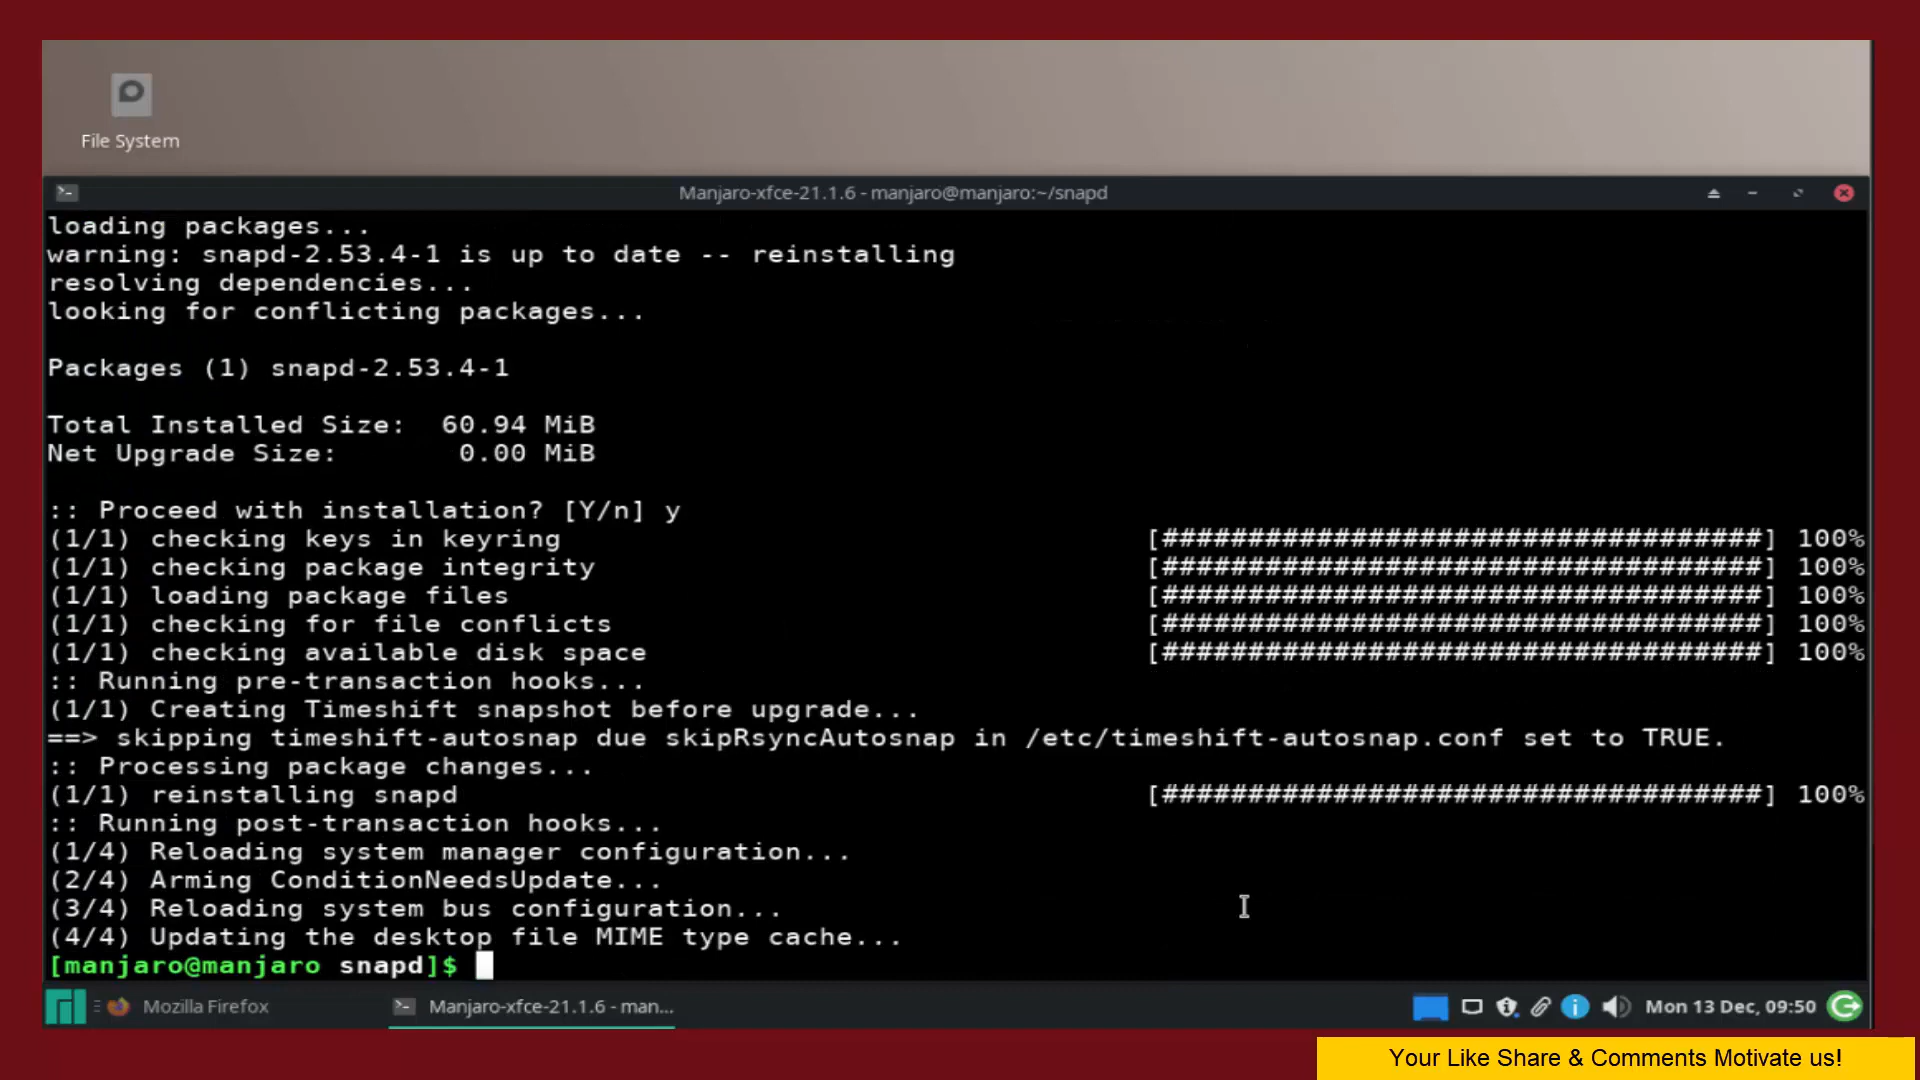 File System
Manjaro-xfce-21.1.6 - manjaro@manjaro:~/snapd
loading packages...
warning: snapd-2.53.4-1 is up to date -- reinstalling
resolving dependencies...
looking for conflicting packages...
Packages (1) snapd-2.53.4-1
Total Installed Size:  60.94 MiB
Net Upgrade Size:       0.00 MiB
:: Proceed with installation? [Y/n] y
(1/1) checking keys in keyring [###################################] 100%
(1/1) checking package integrity [###################################] 100%
(1/1) loading package files [###################################] 100%
(1/1) checking for file conflicts [###################################] 100%
(1/1) checking available disk space [###################################] 100%
:: Running pre-transaction hooks...
(1/1) Creating Timeshift snapshot before upgrade...
==> skipping timeshift-autosnap due skipRsyncAutosnap in /etc/timeshift-autosnap.conf set to TRUE.
:: Processing package changes...
(1/1) reinstalling snapd [###################################] 100%
:: Running post-transaction hooks...
(1/4) Reloading system manager configuration...
(2/4) Arming ConditionNeedsUpdate...
(3/4) Reloading system bus configuration...
(4/4) Updating the desktop file MIME type cache...
[manjaro@manjaro snapd]$
Mozilla Firefox Manjaro-xfce-21.1.6 - man... Mon 13 Dec, 09:50
Your Like Share & Comments Motivate us!